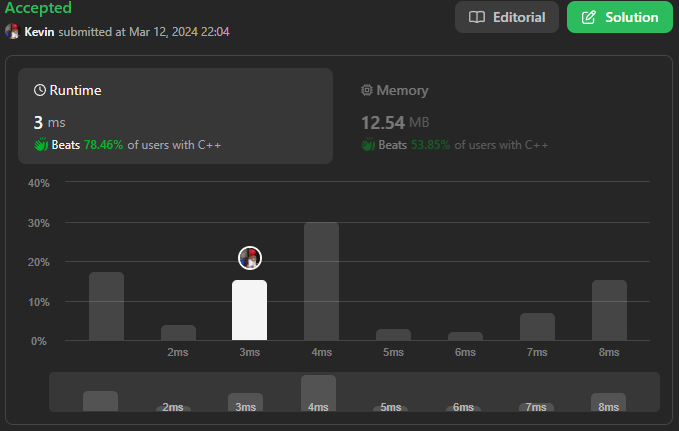 Accepted
Editorial
Solution
Kevin submitted at Mar 12, 2024 22:04
Runtime
Memory
3 ms
12.54 MB
Beats 78.46% of users with C++
Beats 53.85% of users with C++
40%
30%
20%
10%
0%
2ms 3ms 4ms 5ms 6ms 7ms 8ms
2ms 3ms 4ms 5ms 6ms 7ms 8ms